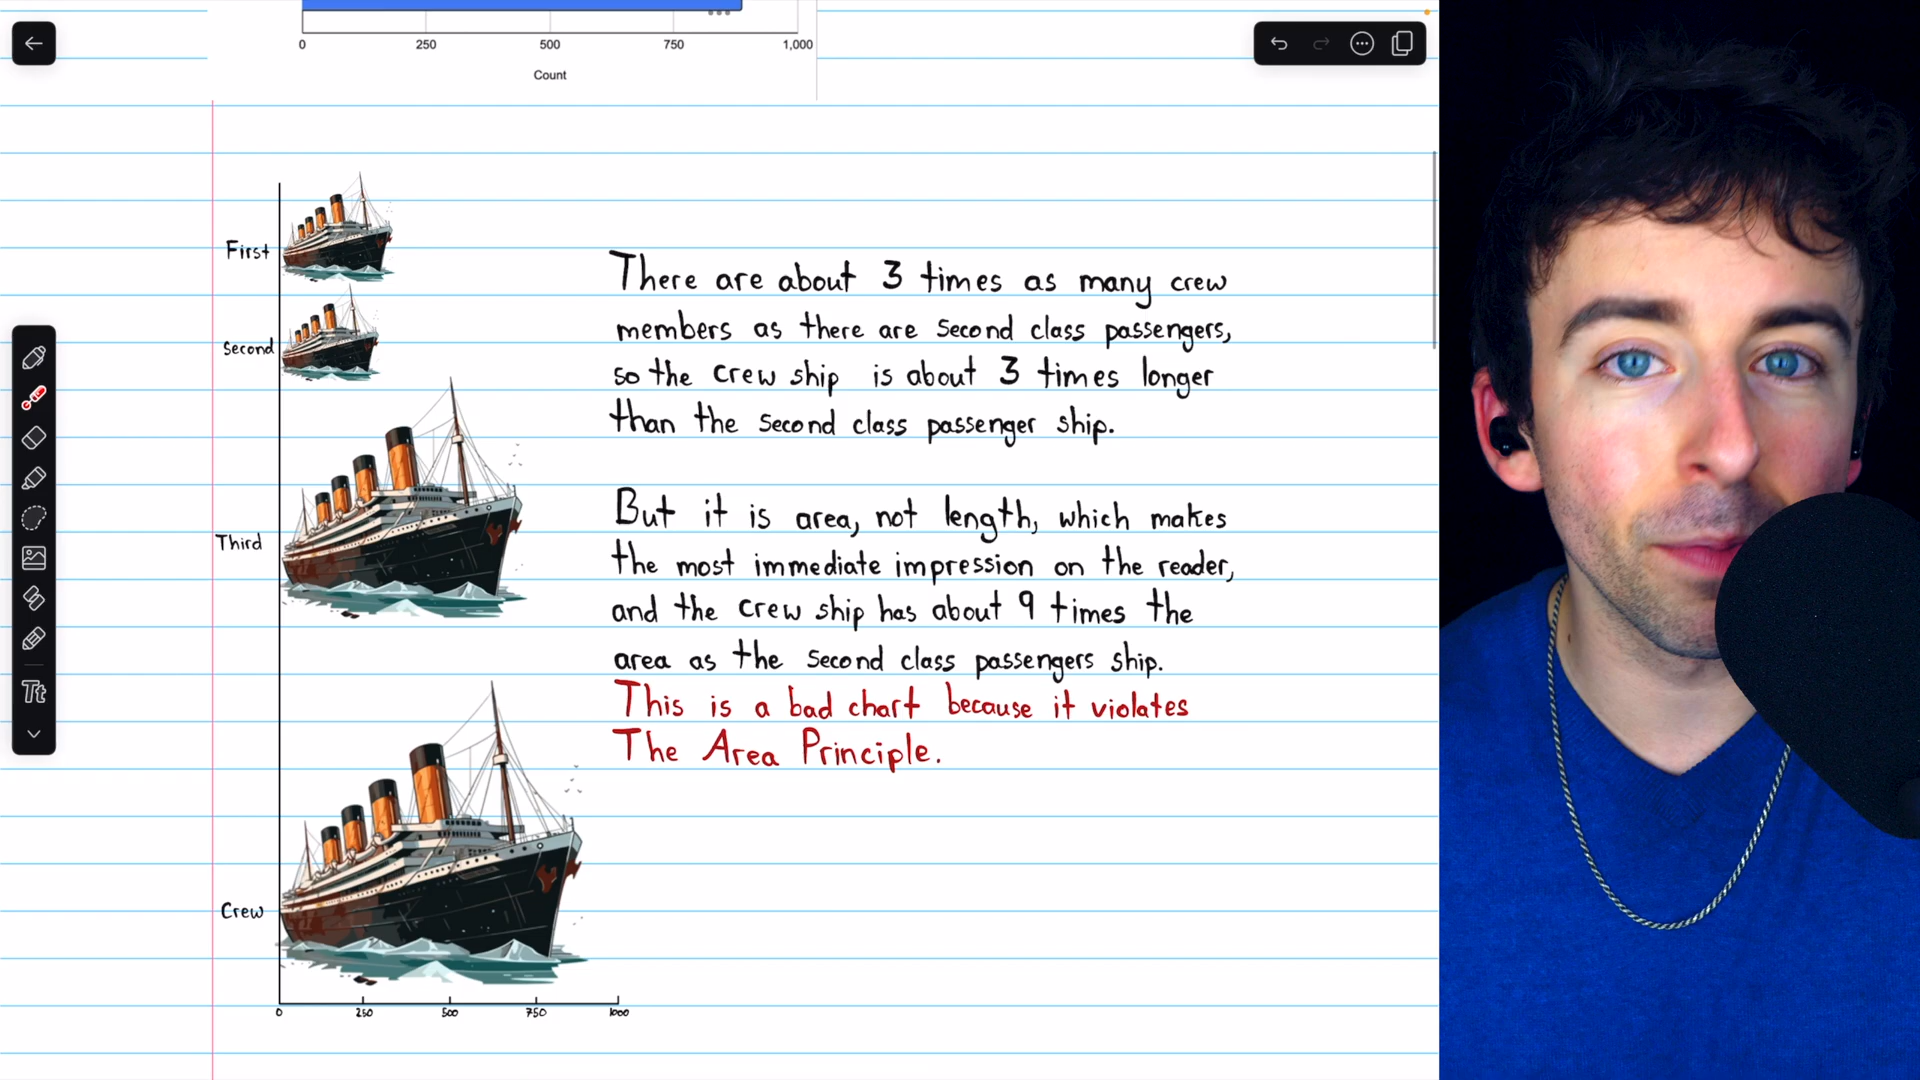 0 250 500 750 1,000
Count
First
Second
Third
Crew
0 250 500 750 1000
There are about 3 times as many crew
members as there are second class passengers,
so the crew ship is about 3 times longer
than the second class passenger ship.
But it is area, not length, which makes
the most immediate impression on the reader,
and the crew ship has about 9 times the
area as the second class passengers ship.
This is a bad chart because it violates
The Area Principle.
Tt